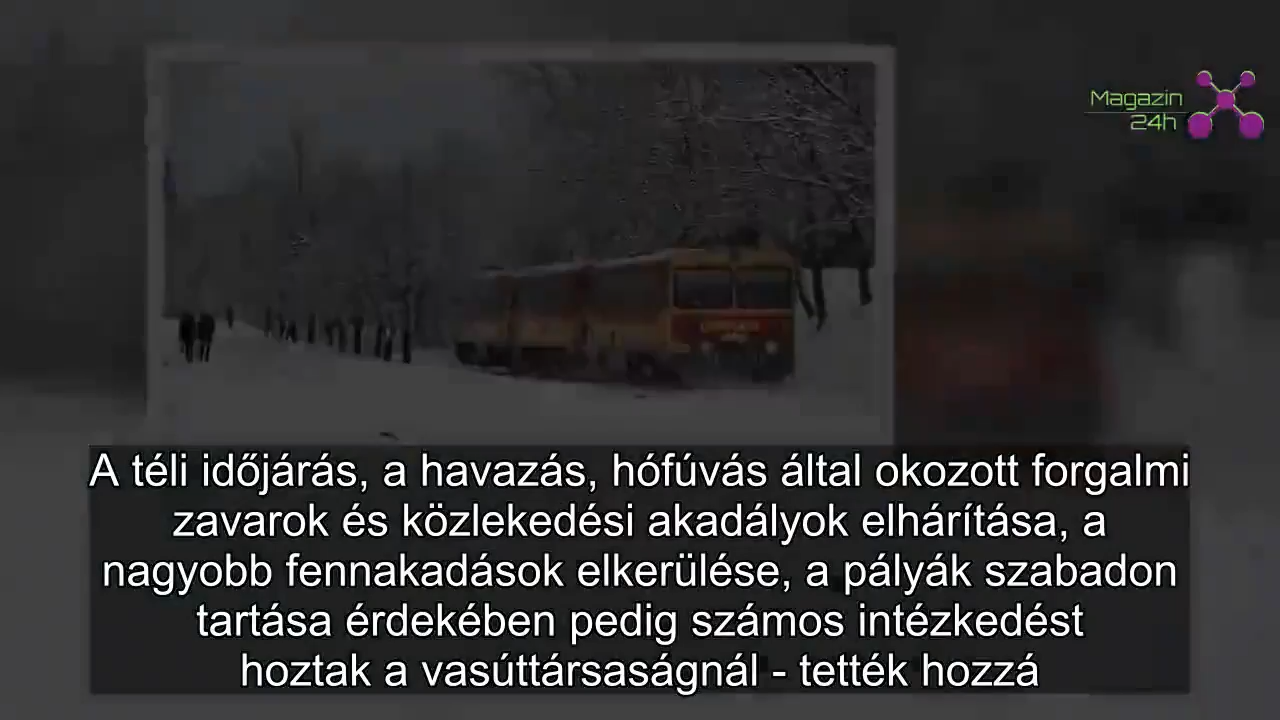 Magazin
24h
A téli időjárás, a havazás, hófúvás által okozott forgalmi
zavarok és közlekedési akadályok elhárítása, a
nagyobb fennakadások elkerülése, a pályák szabadon
tartása érdekében pedig számos intézkedést
hoztak a vasúttársaságnál - tették hozzá